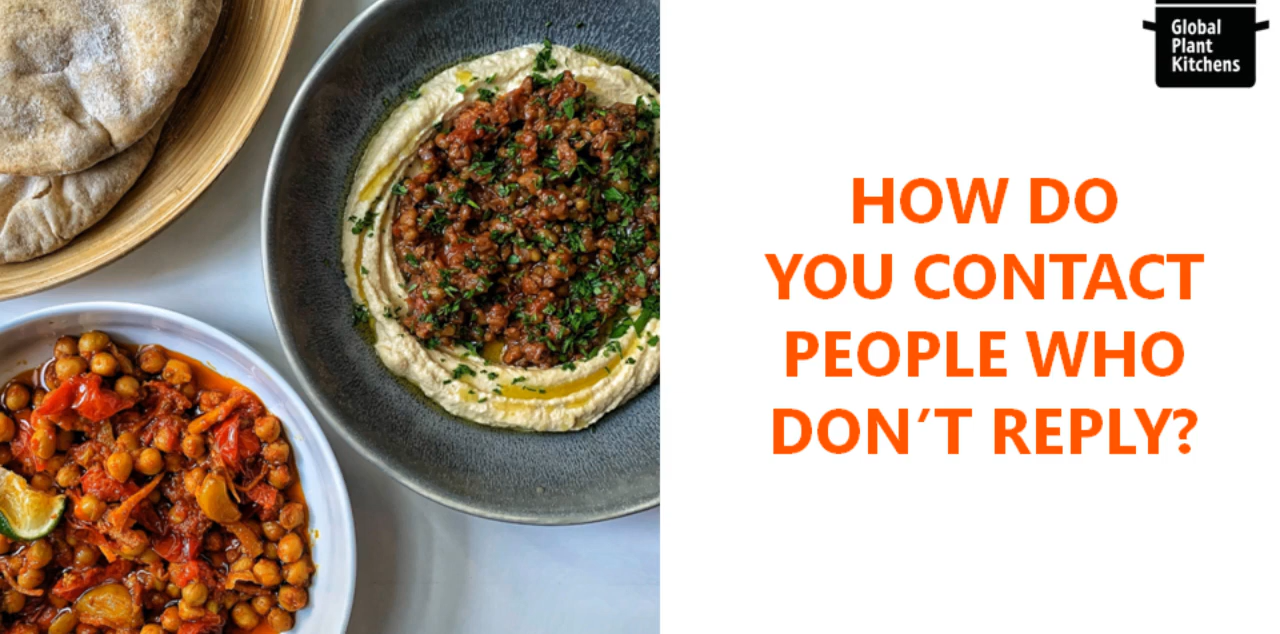 Global
Plant
Kitchens
HOW DO
YOU CONTACT
PEOPLE WHO
DON’T REPLY?